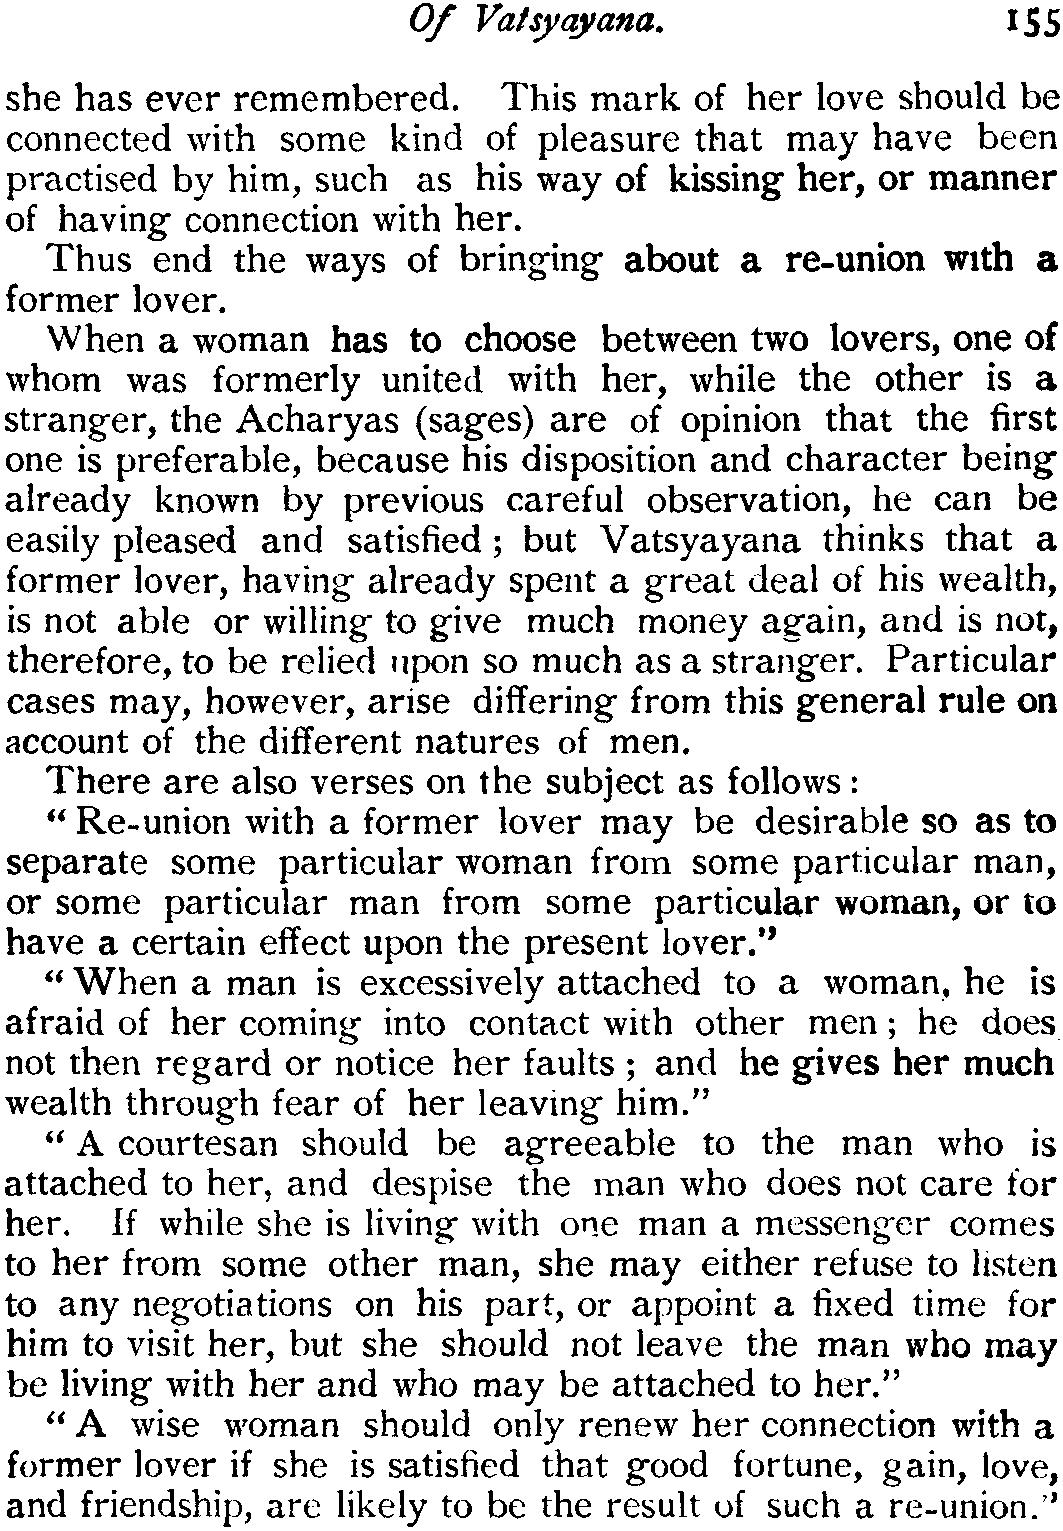 Of Vatsyayana. 155
she has ever remembered. This mark of her love should be
connected with some kind of pleasure that may have been
practised by him, such as his way of kissing her, or manner
of having connection with her.
Thus end the ways of bringing about a re-union with a
former lover.
When a woman has to choose between two lovers, one of
whom was formerly united with her, while the other is a
stranger, the Acharyas (sages) are of opinion that the first
one is preferable, because his disposition and character being
already known by previous careful observation, he can be
easily pleased and satisfied ; but Vatsyayana thinks that a
former lover, having already spent a great deal of his wealth,
is not able or willing to give much money again, and is not,
therefore, to be relied upon so much as a stranger. Particular
cases may, however, arise differing from this general rule on
account of the different natures of men.
There are also verses on the subject as follows :
“ Re-union with a former lover may be desirable so as to
separate some particular woman from some particular man,
or some particular man from some particular woman, or to
have a certain effect upon the present lover.”
“ When a man is excessively attached to a woman, he is
afraid of her coming into contact with other men ; he does
not then regard or notice her faults ; and he gives her much
wealth through fear of her leaving him.”
“ A courtesan should be agreeable to the man who is
attached to her, and despise the man who does not care for
her. If while she is living with one man a messenger comes
to her from some other man, she may either refuse to listen
to any negotiations on his part, or appoint a fixed time for
him to visit her, but she should not leave the man who may
be living with her and who may be attached to her.”
“ A wise woman should only renew her connection with a
former lover if she is satisfied that good fortune, gain, love,
and friendship, are likely to be the result of such a re-union.”